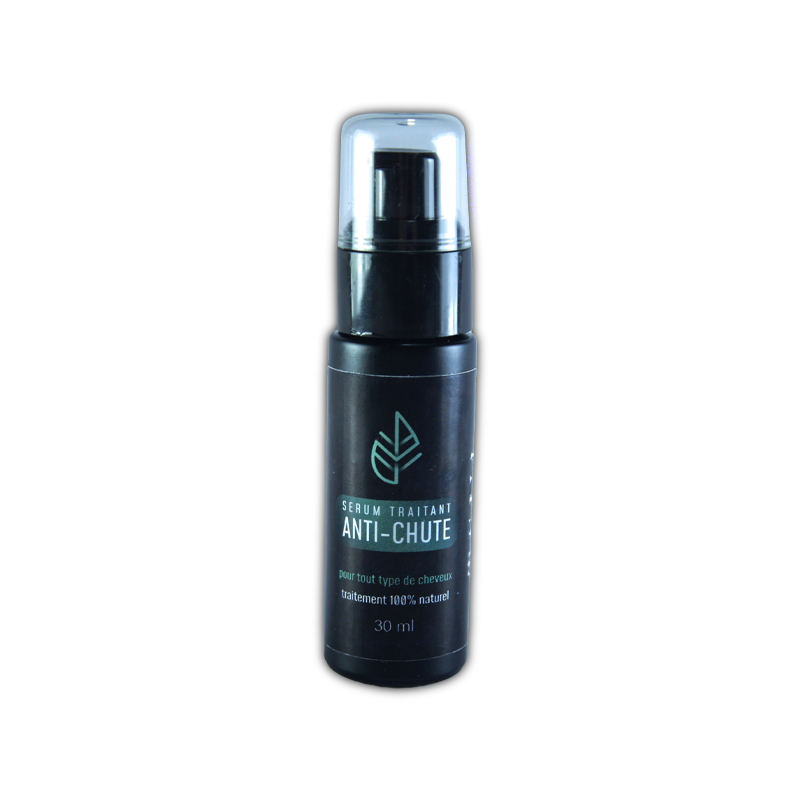 SERUM TRAITANT
ANTI-CHUTE
pour tout type de cheveux
traitement 100% naturel
30 ml